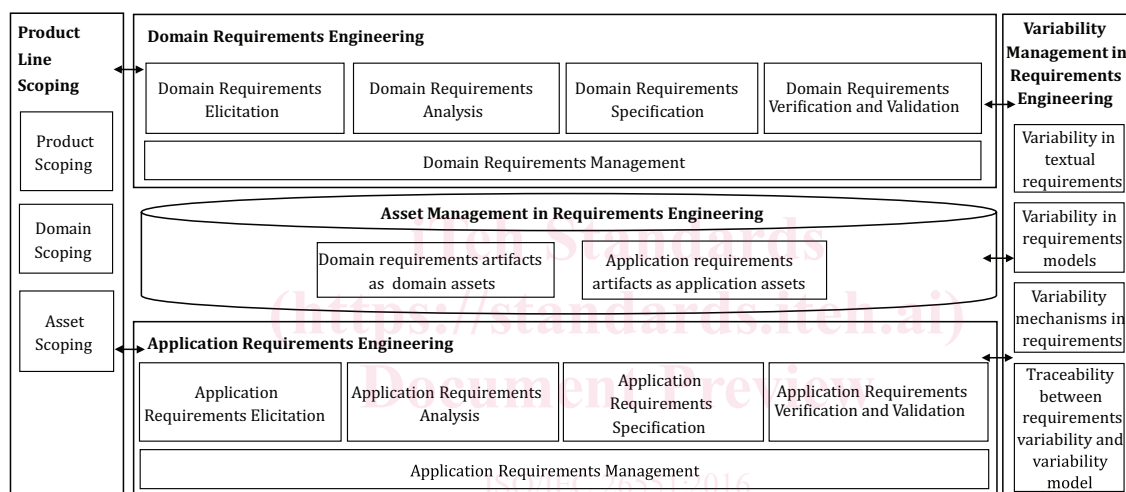 Product
Line
Scoping
Product
Scoping
Domain
Scoping
Asset
Scoping
Domain Requirements Engineering
Domain Requirements
Elicitation
Domain Requirements
Analysis
Domain Requirements
Specification
Domain Requirements
Verification and Validation
Domain Requirements Management
Asset Management in Requirements Engineering
Domain requirements artifacts
as domain assets
Application requirements
artifacts as application assets
iTeh Standards
(https://standards.iteh.ai)
Document Preview
Application Requirements Engineering
Application
Requirements Elicitation
Application Requirements
Analysis
Application
Requirements
Specification
Application Requirements
Verification and Validation
Application Requirements Management
ISO/IEC 26551:2016
Variability
Management in
Requirements
Engineering
Variability in
textual
requirements
Variability in
requirements
models
Variability
mechanisms in
requirements
Traceability
between
requirements
variability and
variability
model